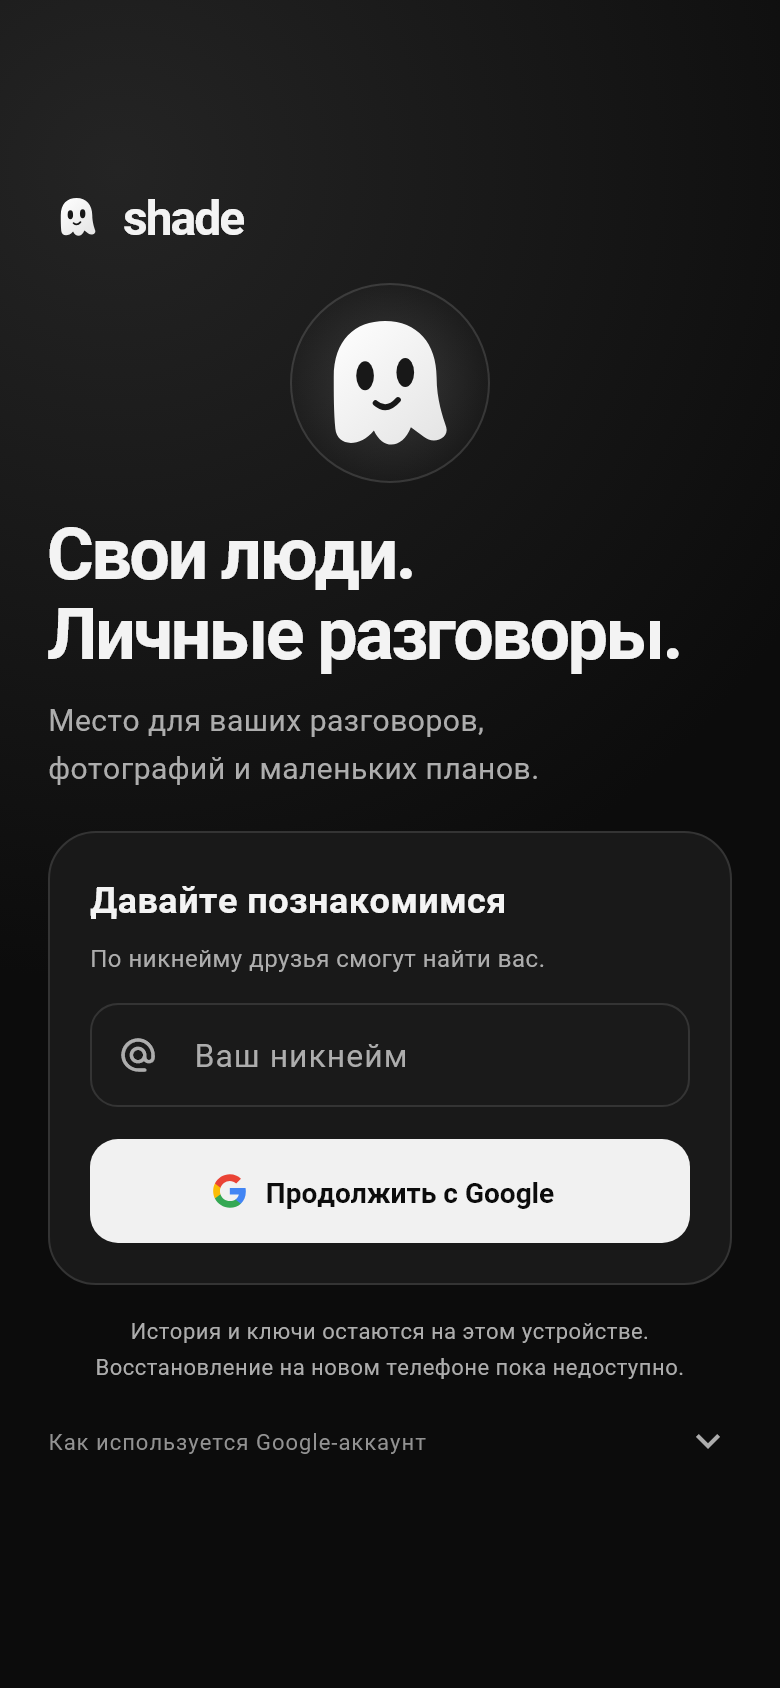 shade
Свои люди.
Личные разговоры.
Место для ваших разговоров,
фотографий и маленьких планов.
Давайте познакомимся
По никнейму друзья смогут найти вас.
@ Ваш никнейм
Продолжить с Google
История и ключи остаются на этом устройстве.
Восстановление на новом телефоне пока недоступно.
Как используется Google-аккаунт